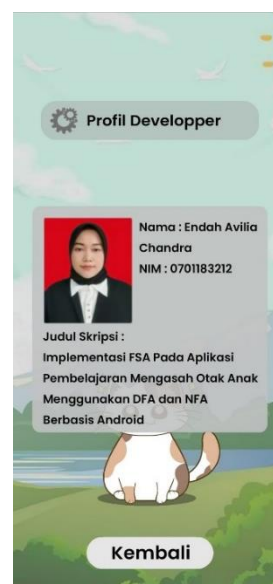 Profil Developper
Nama : Endah Avilia
Chandra
NIM : 0701183212
Judul Skripsi :
Implementasi FSA Pada Aplikasi
Pembelajaran Mengasah Otak Anak
Menggunakan DFA dan NFA
Berbasis Android
Kembali